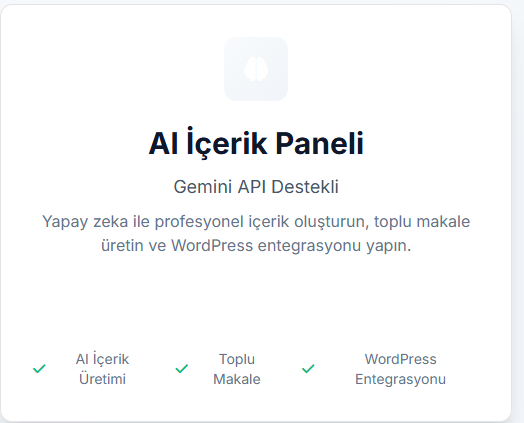 AI İçerik Paneli
Gemini API Destekli
Yapay zeka ile profesyonel içerik oluşturun, toplu makale
üretin ve WordPress entegrasyonu yapın.
AI İçerik
Üretimi
Toplu
Makale
WordPress
Entegrasyonu